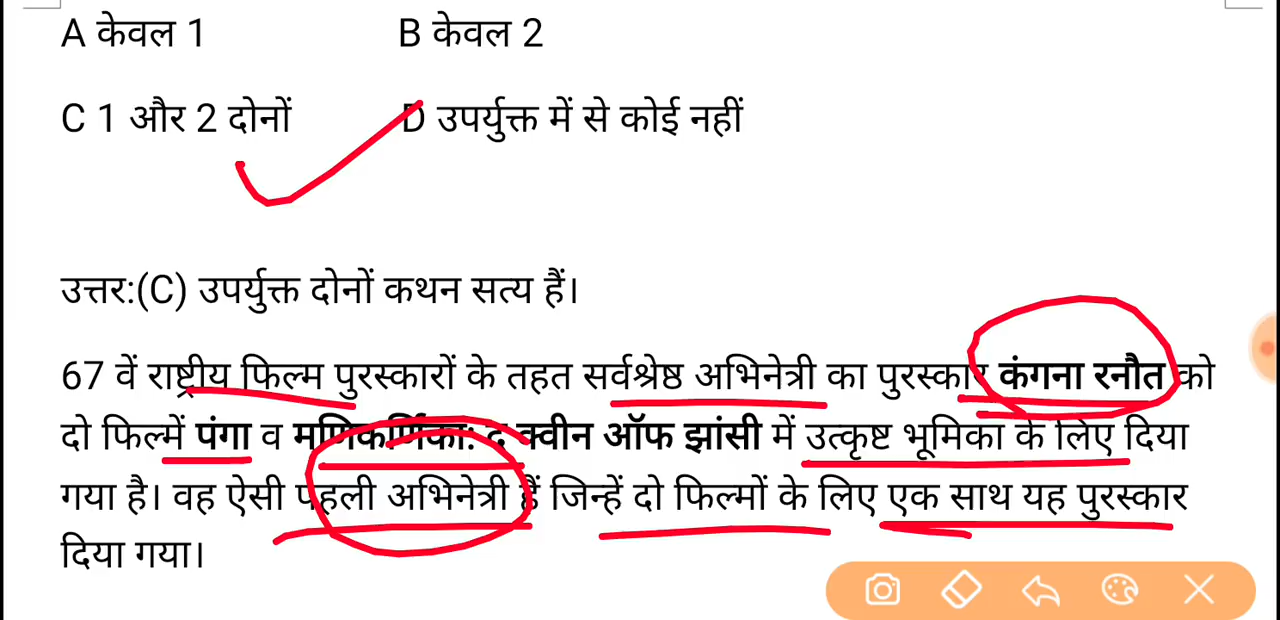 A केवल 1 B केवल 2
C 1 और 2 दोनों D उपर्युक्त में से कोई नहीं
उत्तर:(C) उपर्युक्त दोनों कथन सत्य हैं।
67 वें राष्ट्रीय फिल्म पुरस्कारों के तहत सर्वश्रेष्ठ अभिनेत्री का पुरस्कार कंगना रनौत को
दो फिल्में पंगा व मणिकर्णिका: द क्वीन ऑफ झांसी में उत्कृष्ट भूमिका के लिए दिया
गया है। वह ऐसी पहली अभिनेत्री हैं जिन्हें दो फिल्मों के लिए एक साथ यह पुरस्कार
दिया गया।